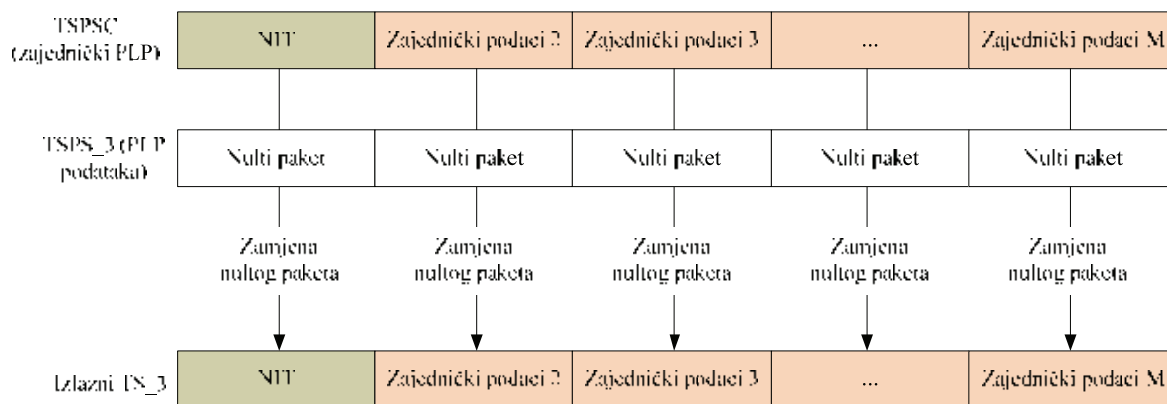 TSPSC
(zajednički PLP)
NIT
Zajednički podaci 2
Zajednički podaci 3
...
Zajednički podaci M
TSPS_3 (PLP
podataka)
Nulti paket
Nulti paket
Nulti paket
Nulti paket
Nulti paket
Zamjena
nultog paketa
Zamjena
nultog paketa
Zamjena
nultog paketa
Zamjena
nultog paketa
Zamjena
nultog paketa
Izlazni TS_3
NIT
Zajednički podaci 2
Zajednički podaci 3
...
Zajednički podaci M